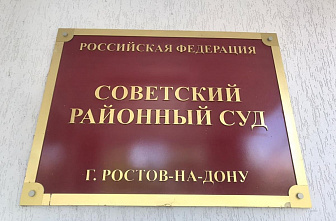 РОССИЙСКАЯ ФЕДЕРАЦИЯ
СОВЕТСКИЙ
РАЙОННЫЙ СУД
Г. РОСТОВ-НА-ДОНУ